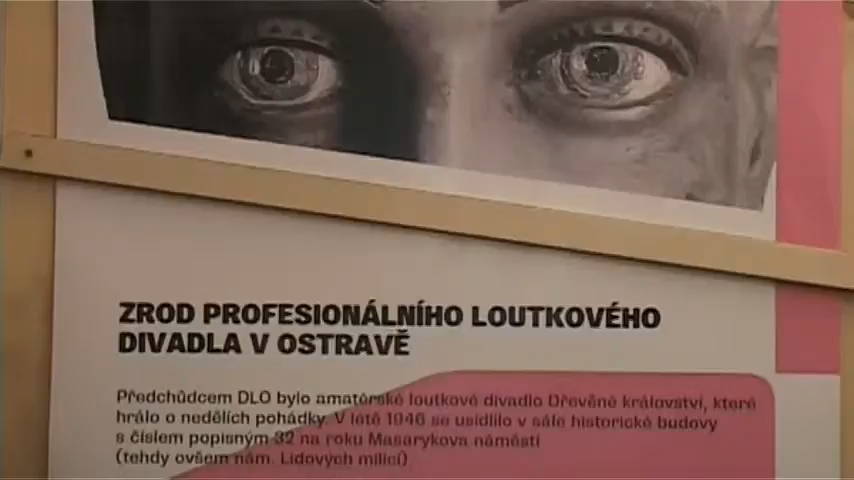 ZROD PROFESIONÁLNÍHO LOUTKOVÉHO
DIVADLA V OSTRAVĚ
Předchůdcem DLO bylo amatérské loutkové divadlo Dřevěné království, které
hrálo o nedělích pohádky. V létě 1946 se usídlilo v sále historické budovy
s číslem popisným 32 na roku Masarykova náměstí
(tehdy ovšem nám. Lidových milicí)